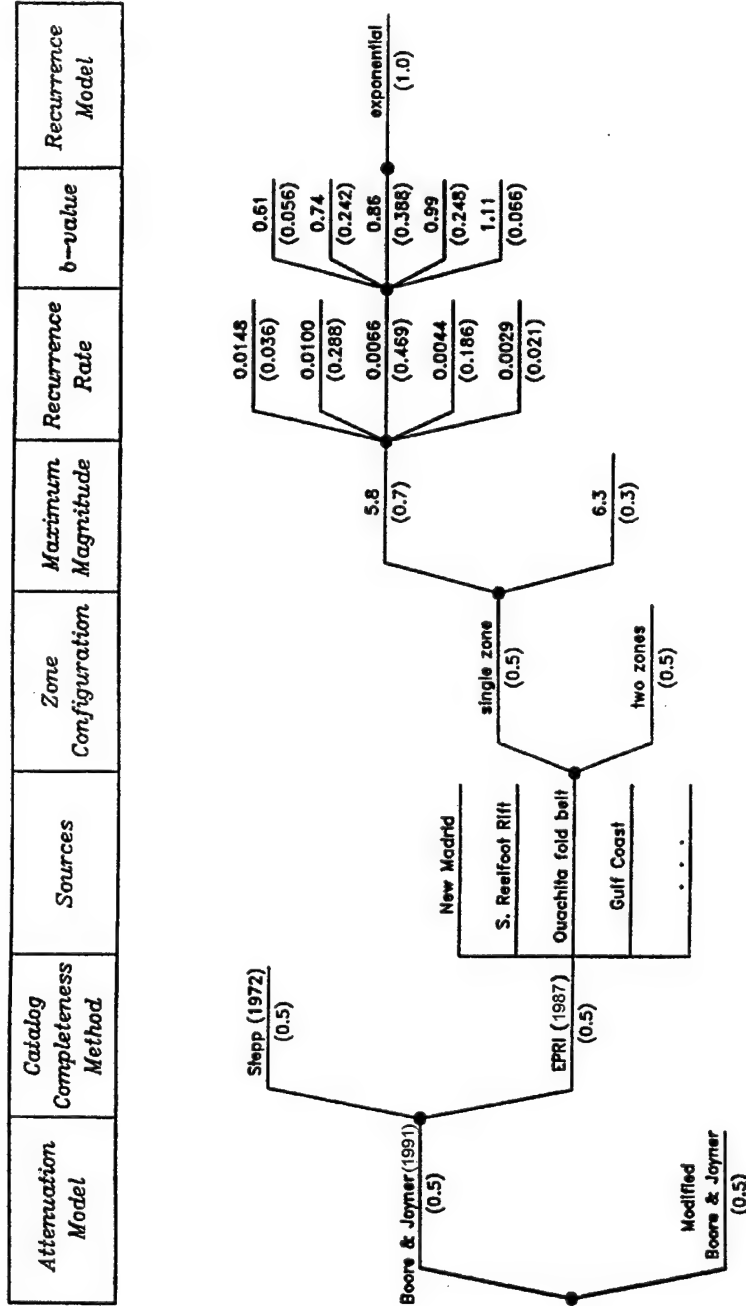 Attenuation
Model
Catalog
Completeness
Method
Sources
Zone
Configuration
Maximum
Magnitude
Recurrence
Rate
b-value
Recurrence
Model
Boore & Joyner (1991)
(0.5)
Modified
Boore & Joyner
(0.5)
Stepp (1972)
(0.5)
EPRI (1987)
(0.5)
New Madrid
S. Reelfoot Rift
Ouachita fold belt
Gulf Coast
. . . .
single zone
(0.5)
two zones
(0.5)
5.8
(0.7)
6.3
(0.3)
0.0148
(0.036)
0.0100
(0.288)
0.0066
(0.469)
0.0044
(0.186)
0.0029
(0.021)
0.61
(0.056)
0.74
(0.242)
0.86
(0.388)
0.99
(0.248)
1.11
(0.066)
exponential
(1.0)